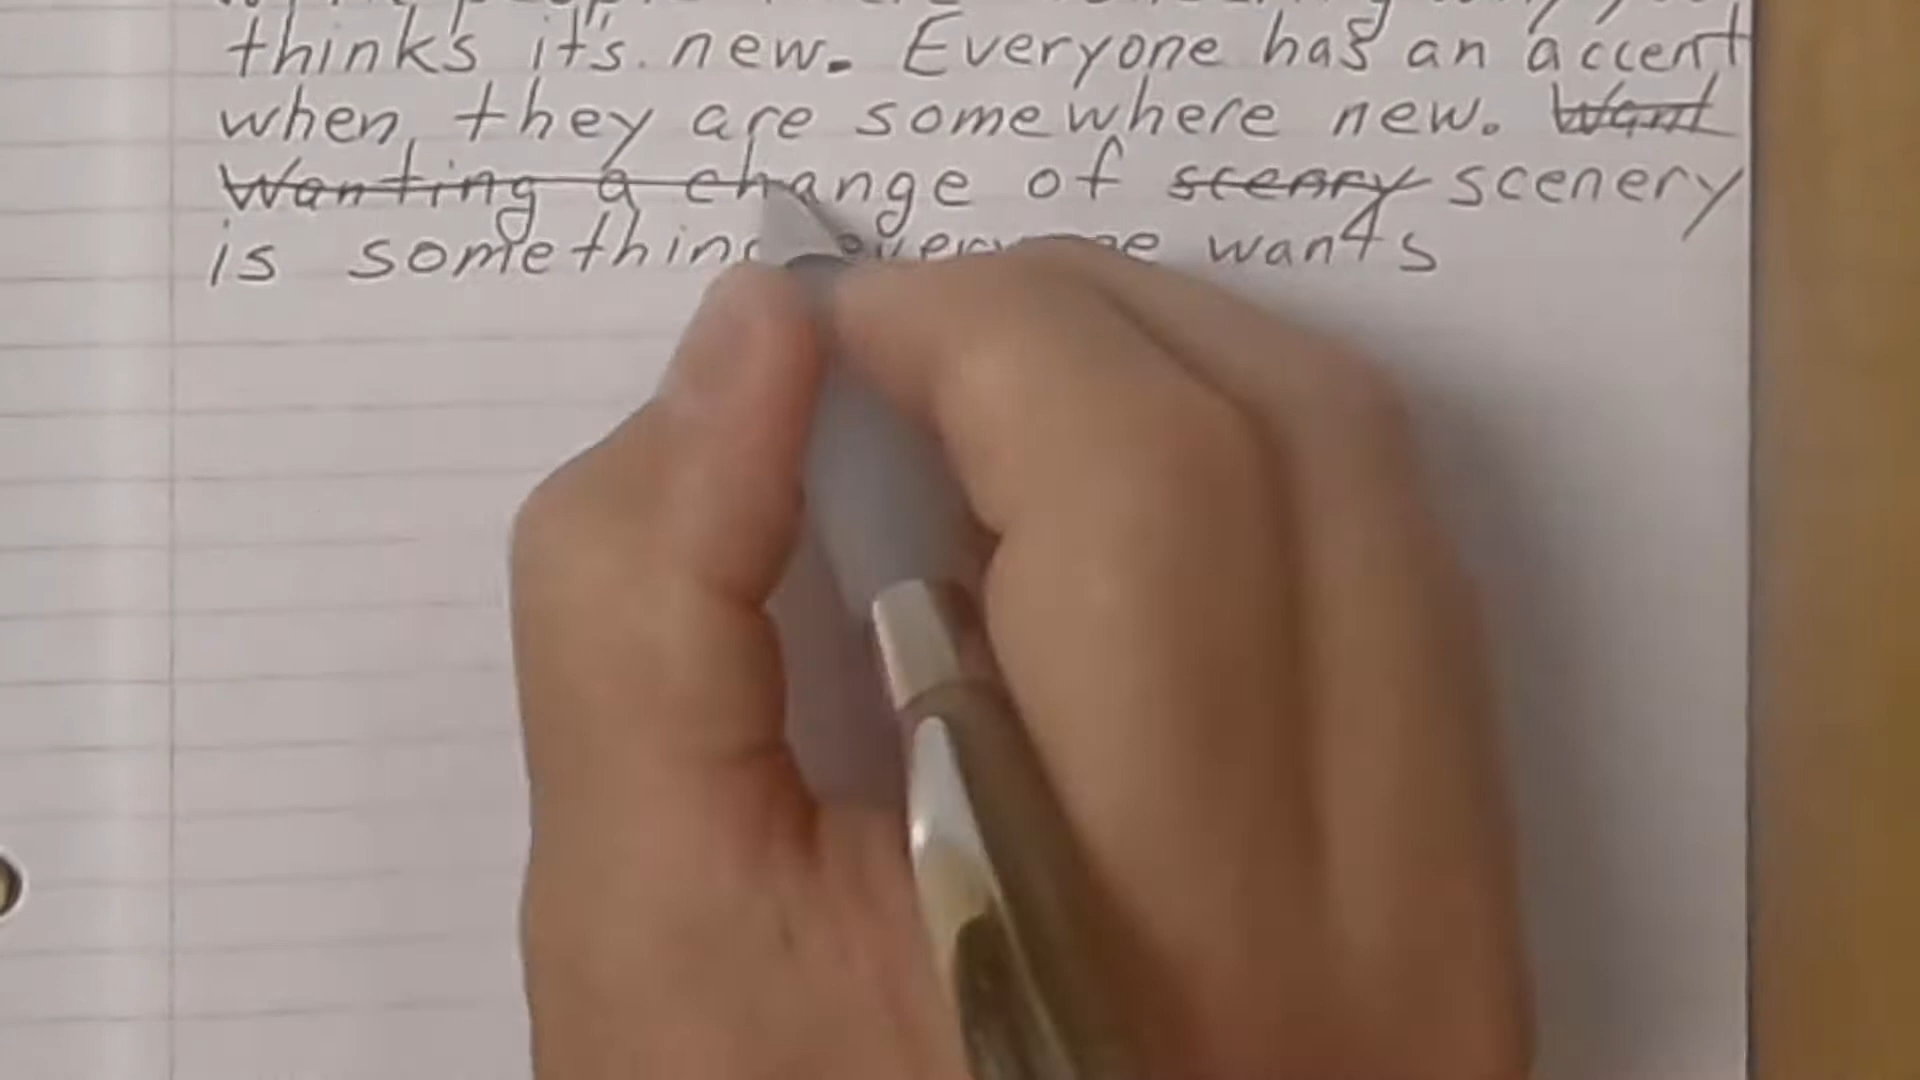 thinks it's new. Everyone has an accent
when they are somewhere new. Want
Wanting a change of scenry scenery
is something everyone wants